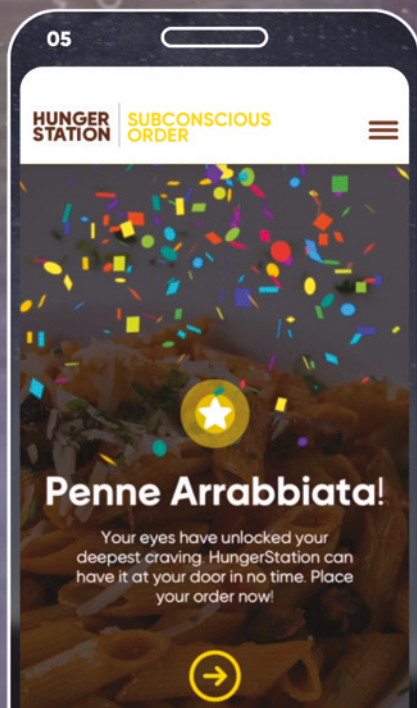 05
HUNGER
STATION
SUBCONSCIOUS
ORDER
Penne Arrabbiata!
Your eyes have unlocked your
deepest craving. HungerStation can
have it at your door in no time. Place
your order now!